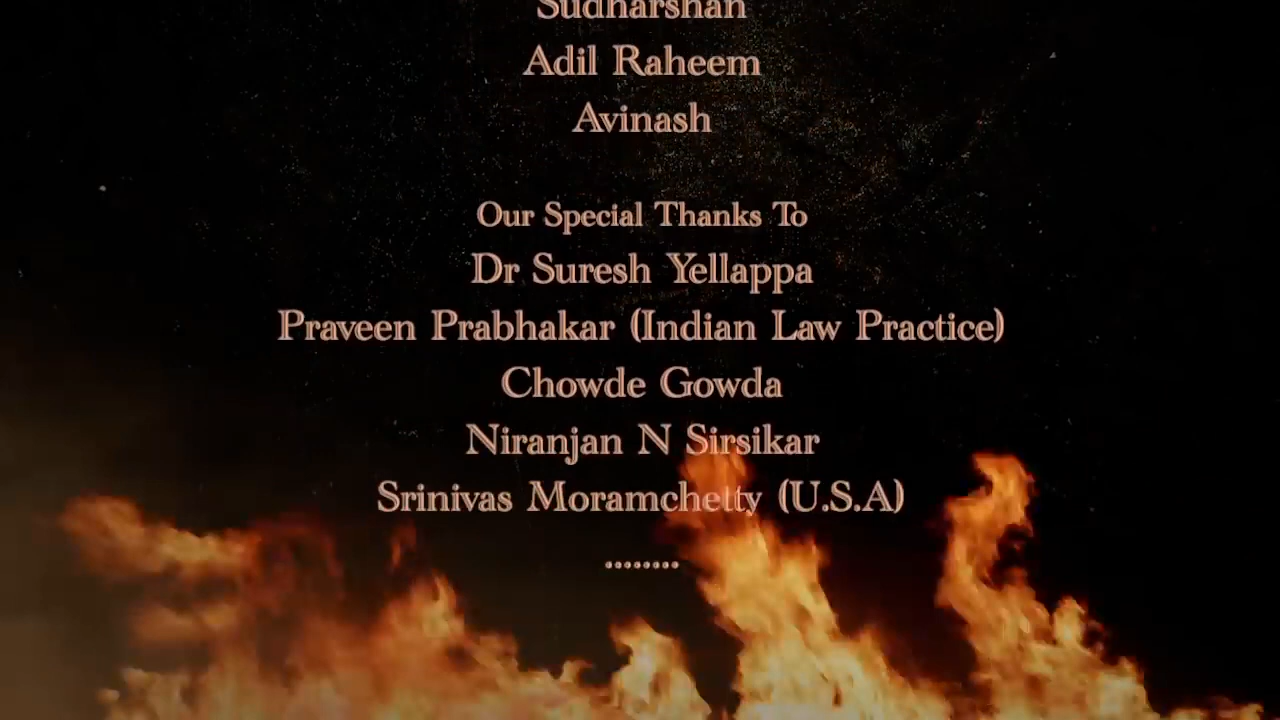 Sudharshan
Adil Raheem
Avinash
Our Special Thanks To
Dr Suresh Yellappa
Praveen Prabhakar (Indian Law Practice)
Chowde Gowda
Niranjan N Sirsikar
Srinivas Moramchetty (U.S.A)
........